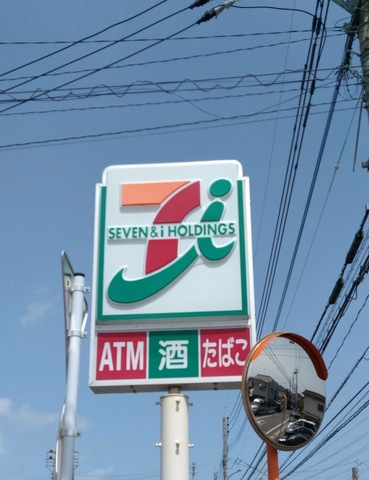 SEVEN & i HOLDINGS
ATM 酒 たばこ